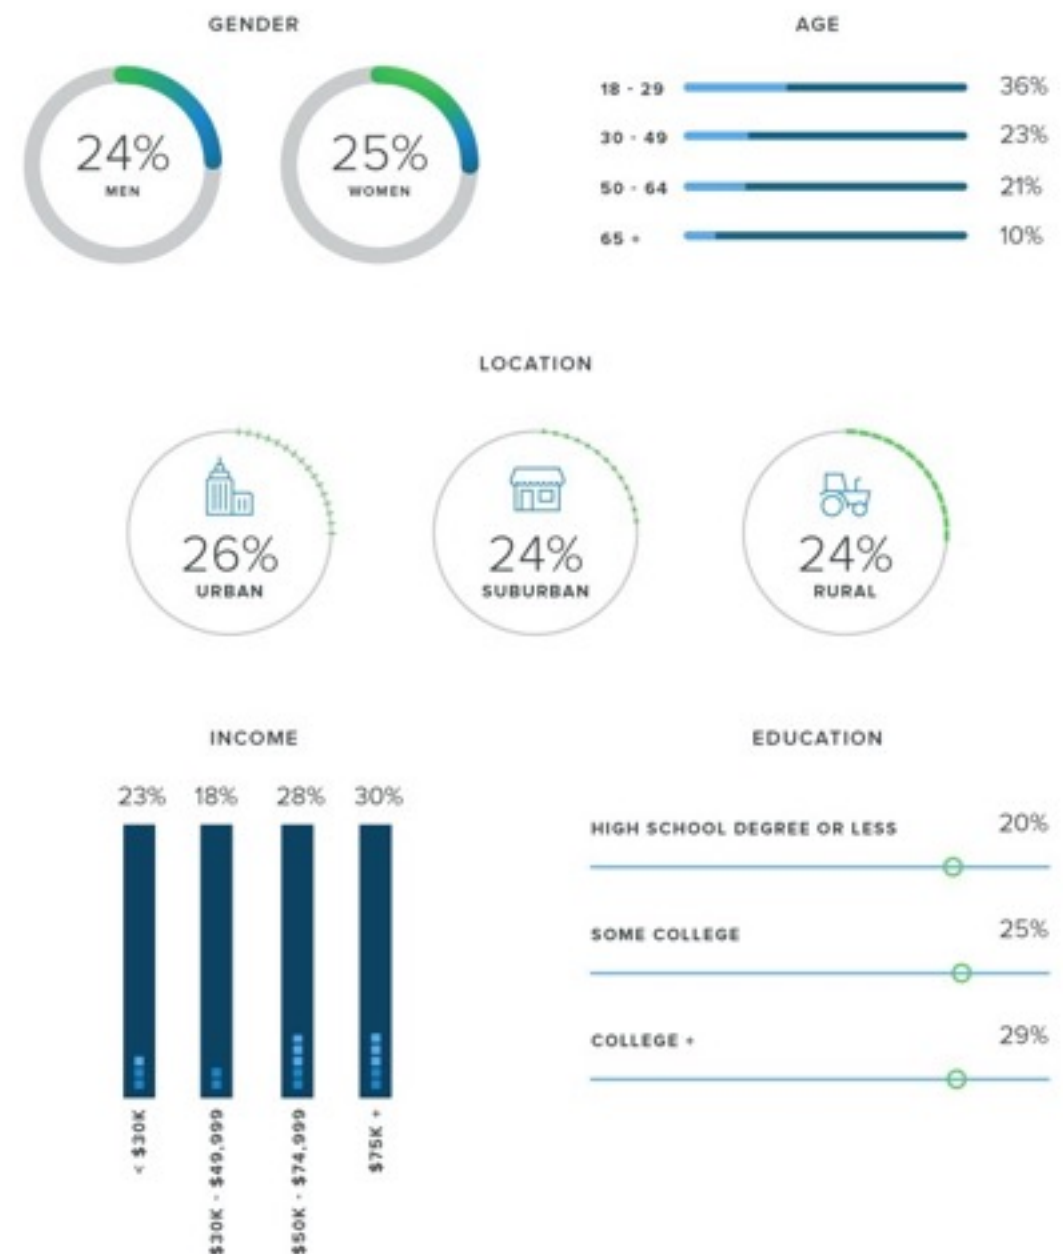 GENDER
24%
MEN
25%
WOMEN
AGE
18 - 29 36%
30 - 49 23%
50 - 64 21%
65 + 10%
LOCATION
26%
URBAN
24%
SUBURBAN
24%
RURAL
INCOME
23% 18% 28% 30%
< $30K
$30K - $49,999
$50K - $74,999
$75K +
EDUCATION
HIGH SCHOOL DEGREE OR LESS 20%
SOME COLLEGE 25%
COLLEGE + 29%